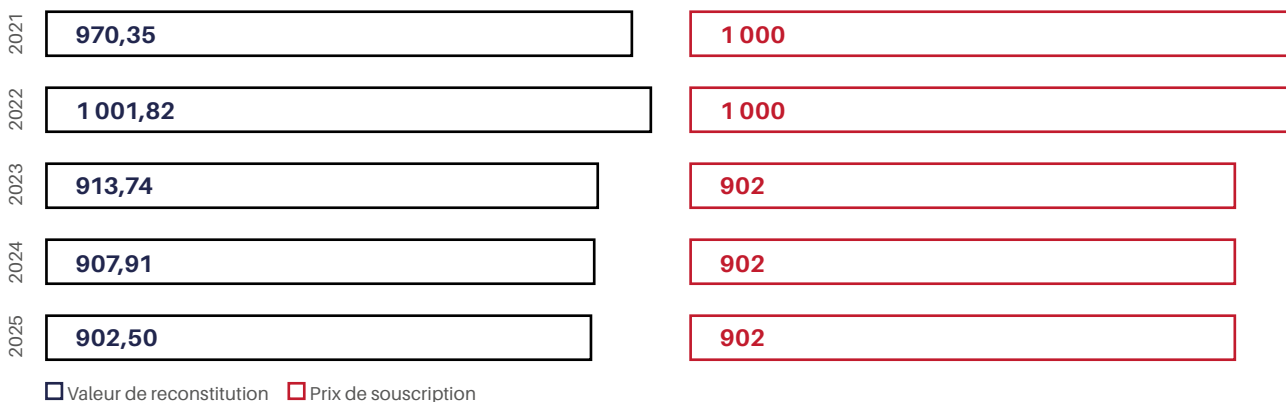 2021 970,35 1 000
2022 1 001,82 1 000
2023 913,74 902
2024 907,91 902
2025 902,50 902
Valeur de reconstitution Prix de souscription